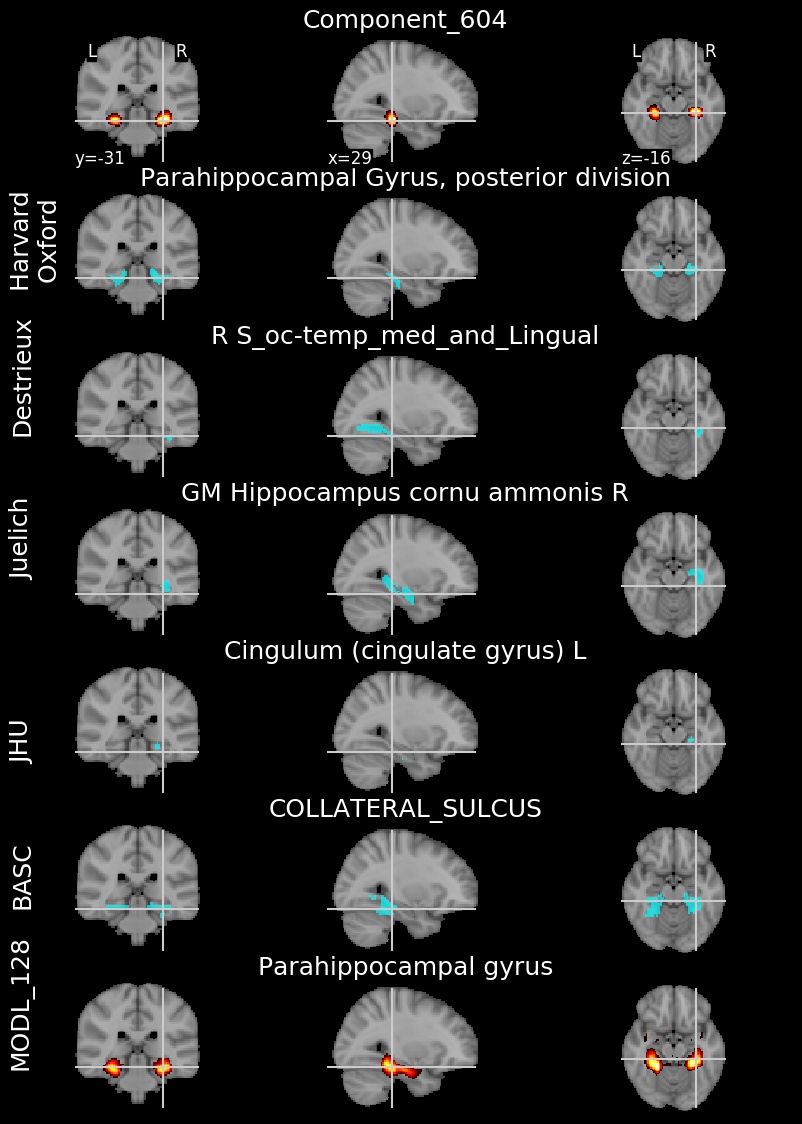 Component_604
L R L R
y=-31 x=29 z=-16
Parahippocampal Gyrus, posterior division
Harvard
Oxford
R S_oc-temp_med_and_Lingual
Destrieux
GM Hippocampus cornu ammonis R
Juelich
Cingulum (cingulate gyrus) L
JHU
COLLATERAL_SULCUS
BASC
Parahippocampal gyrus
MODL_128